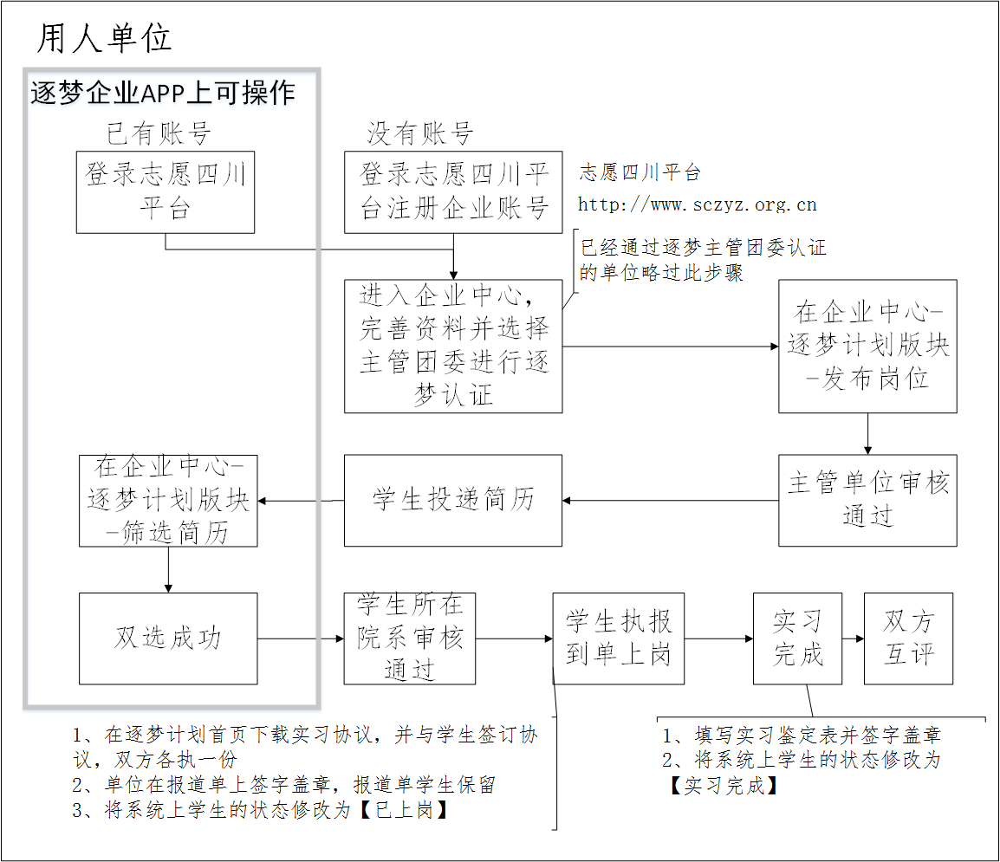 用人单位
逐梦企业APP上可操作
已有账号
没有账号
登录志愿四川
平台
登录志愿四川平
台注册企业账号
志愿四川平台
http://www.sczyz.org.cn
已经通过逐梦主管团委认证
的单位略过此步骤
进入企业中心，
完善资料并选择
主管团委进行逐
梦认证
在企业中心-
逐梦计划版块
-发布岗位
在企业中心-
逐梦计划版块
-筛选简历
学生投递简历
主管单位审核
通过
双选成功
学生所在
院系审核
通过
学生执报
到单上岗
实习
完成
双方
互评
1、在逐梦计划首页下载实习协议，并与学生签订协
议，双方各执一份
2、单位在报道单上签字盖章，报道单学生保留
3、将系统上学生的状态修改为【已上岗】
1、填写实习鉴定表并签字盖章
2、将系统上学生的状态修改为
【实习完成】